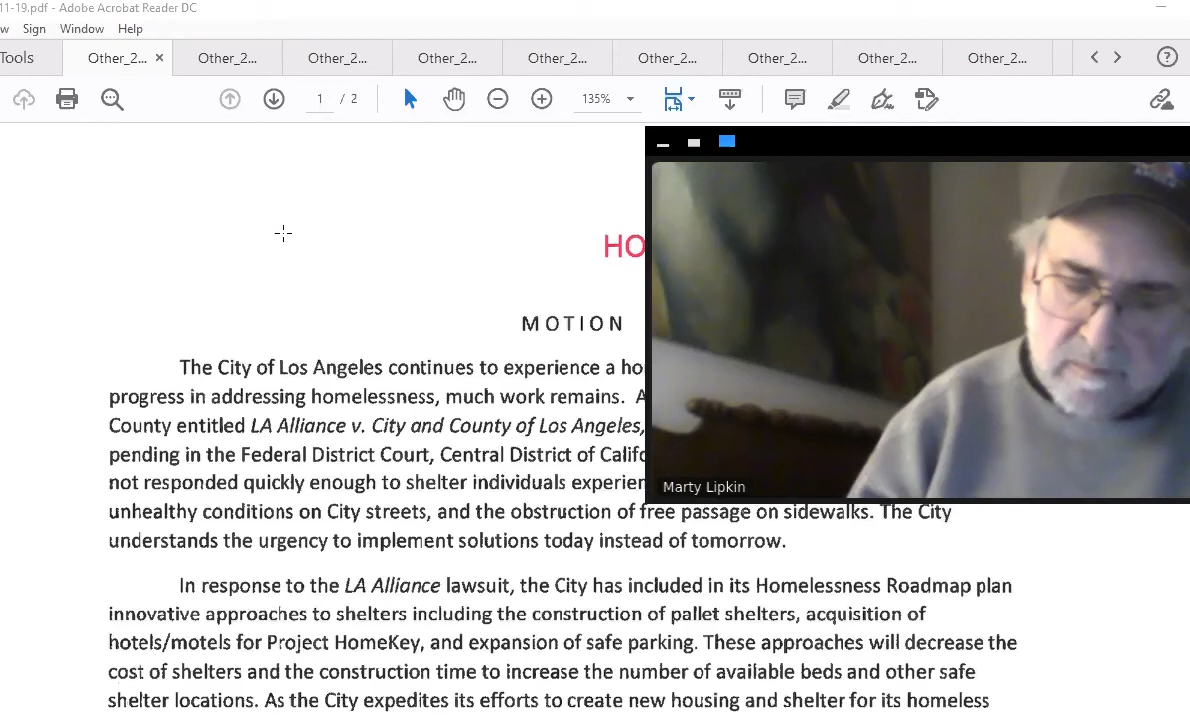 11-19.pdf - Adobe Acrobat Reader DC
w Sign Window Help
Tools Other_2... × Other_2... Other_2... Other_2... Other_2... Other_2... Other_2... Other_2... Other_2...
1 / 2 135%
HO
MOTION
The City of Los Angeles continues to experience a ho
progress in addressing homelessness, much work remains. A
County entitled LA Alliance v. City and County of Los Angeles,
pending in the Federal District Court, Central District of Califo
not responded quickly enough to shelter individuals experien
unhealthy conditions on City streets, and the obstruction of free passage on sidewalks. The City
understands the urgency to implement solutions today instead of tomorrow.
In response to the LA Alliance lawsuit, the City has included in its Homelessness Roadmap plan
innovative approaches to shelters including the construction of pallet shelters, acquisition of
hotels/motels for Project HomeKey, and expansion of safe parking. These approaches will decrease the
cost of shelters and the construction time to increase the number of available beds and other safe
shelter locations. As the City expedites its efforts to create new housing and shelter for its homeless
Marty Lipkin